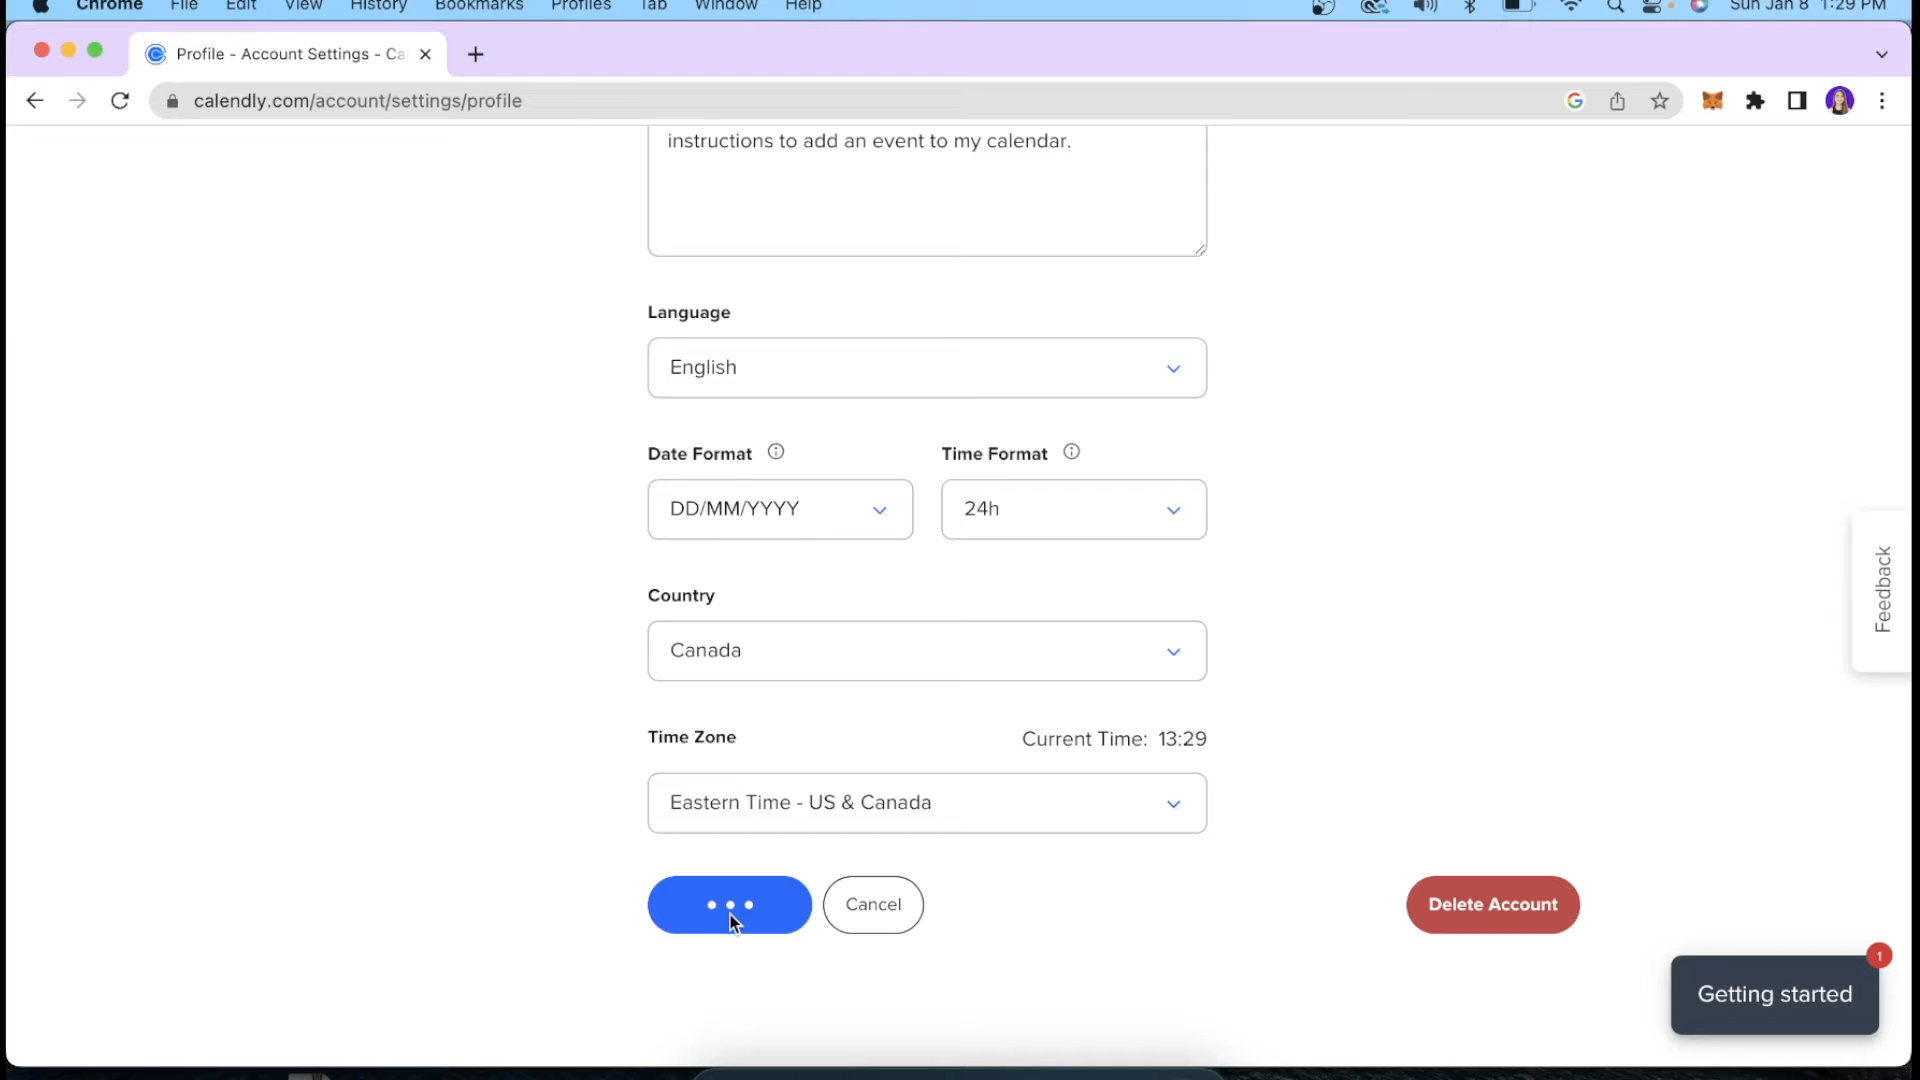 Chrome File Edit View History Bookmarks Profiles Tab Window Help Sun Jan 8 1:29 PM
Profile - Account Settings - Ca
calendly.com/account/settings/profile
instructions to add an event to my calendar.
Language
English
Date Format Time Format
DD/MM/YYYY 24h
Country
Canada
Time Zone Current Time: 13:29
Eastern Time - US & Canada
Cancel Delete Account
Feedback
1
Getting started